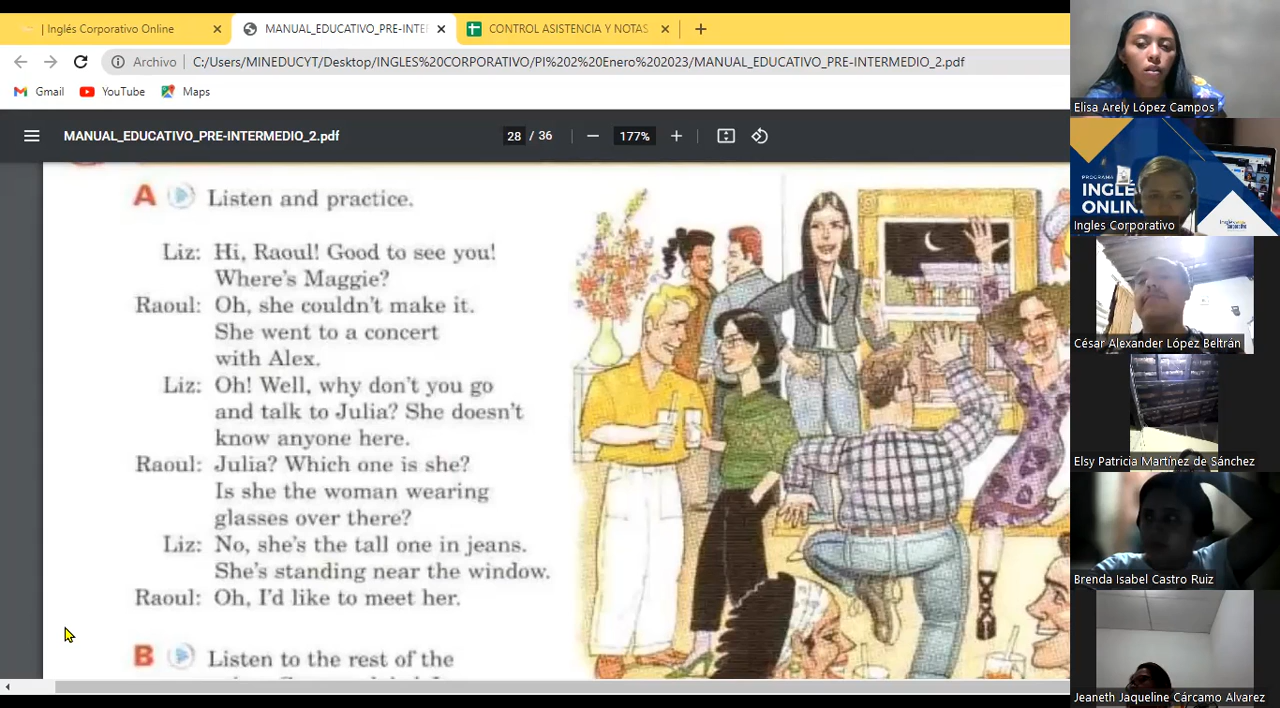 | Inglés Corporativo Online
MANUAL_EDUCATIVO_PRE-INTE
CONTROL ASISTENCIA Y NOTAS
Archivo
C:/Users/MINEDUCYT/Desktop/INGLES%20CORPORATIVO/PI%202%20Enero%202023/MANUAL_EDUCATIVO_PRE-INTERMEDIO_2.pdf
Gmail
YouTube
Maps
MANUAL_EDUCATIVO_PRE-INTERMEDIO_2.pdf
28 / 36
177%
A Listen and practice.
Liz: Hi, Raoul! Good to see you!
Where's Maggie?
Raoul: Oh, she couldn't make it.
She went to a concert
with Alex.
Liz: Oh! Well, why don't you go
and talk to Julia? She doesn't
know anyone here.
Raoul: Julia? Which one is she?
Is she the woman wearing
glasses over there?
Liz: No, she's the tall one in jeans.
She's standing near the window.
Raoul: Oh, I'd like to meet her.
B Listen to the rest of the
Elisa Arely López Campos
PROGRAMA
INGLÉ
ONLINE
Ingles Corporativo
César Alexander López Beltrán
Elsy Patricia Martínez de Sánchez
Brenda Isabel Castro Ruiz
Jeaneth Jaqueline Cárcamo Alvarez